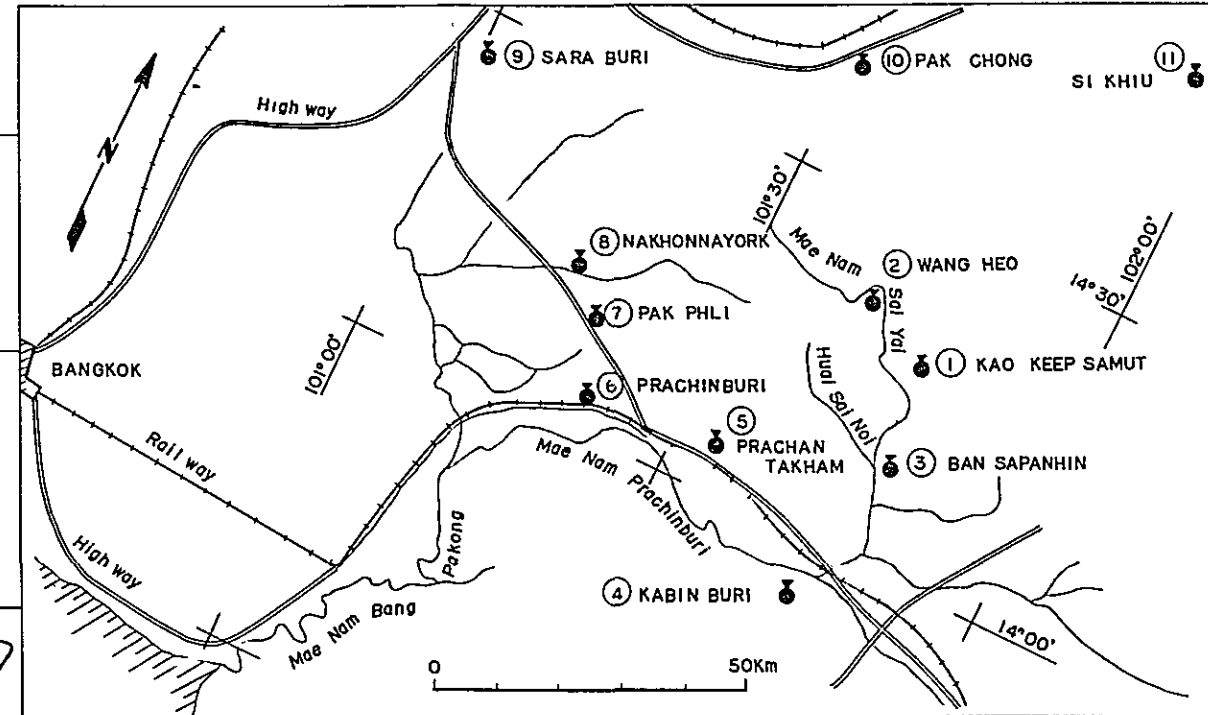 High way
N
⑨ SARA BURI
⑩ PAK CHONG
⑪
SI KHIU
101°30'
Mae Nam
Sai Yai
② WANG HEO
14°30'
102°00'
⑧ NAKHONNAYORK
⑦ PAK PHLI
① KAO KEEP SAMUT
Huai Sai Noi
BANGKOK
101°00'
⑥ PRACHINBURI
⑤
PRACHAN
TAKHAM
③ BAN SAPANHIN
Rail way
Mae Nam Prachinburi
High way
Pakong
Mae Nam Bang
④ KABIN BURI
14°00'
0 50Km